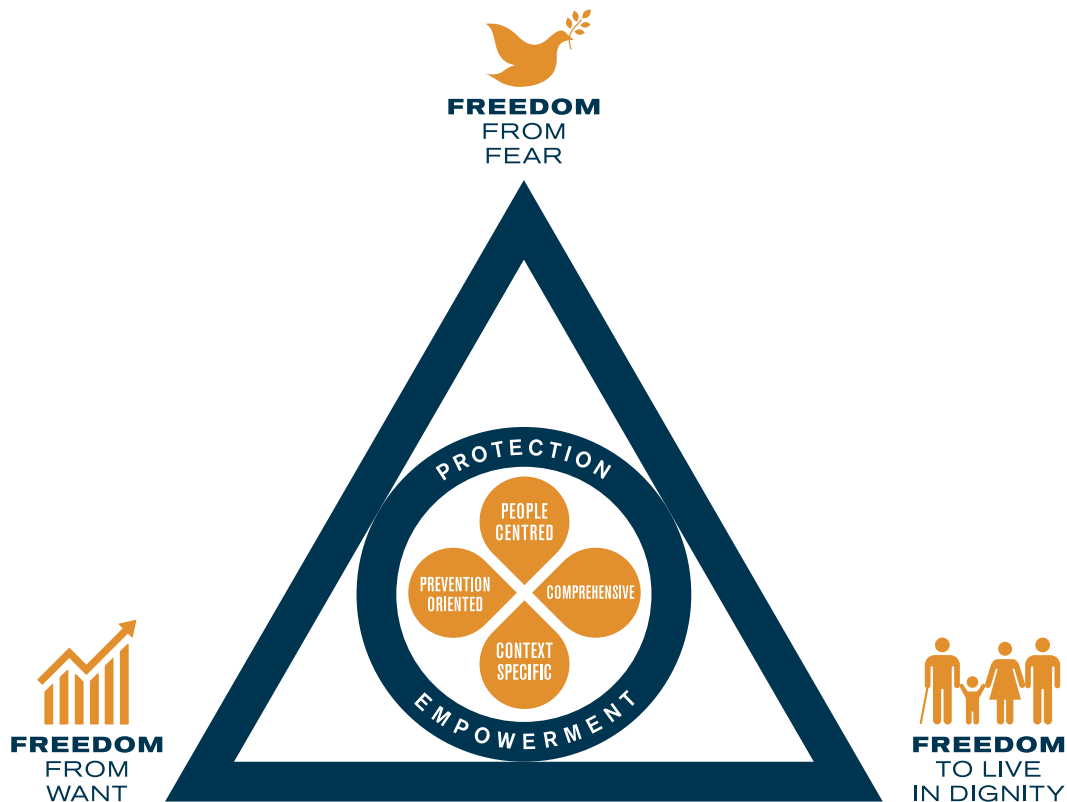 FREEDOM
FROM
FEAR
PROTECTION
PEOPLE
CENTRED
PREVENTION
ORIENTED
COMPREHENSIVE
CONTEXT
SPECIFIC
EMPOWERMENT
FREEDOM
FROM
WANT
FREEDOM
TO LIVE
IN DIGNITY